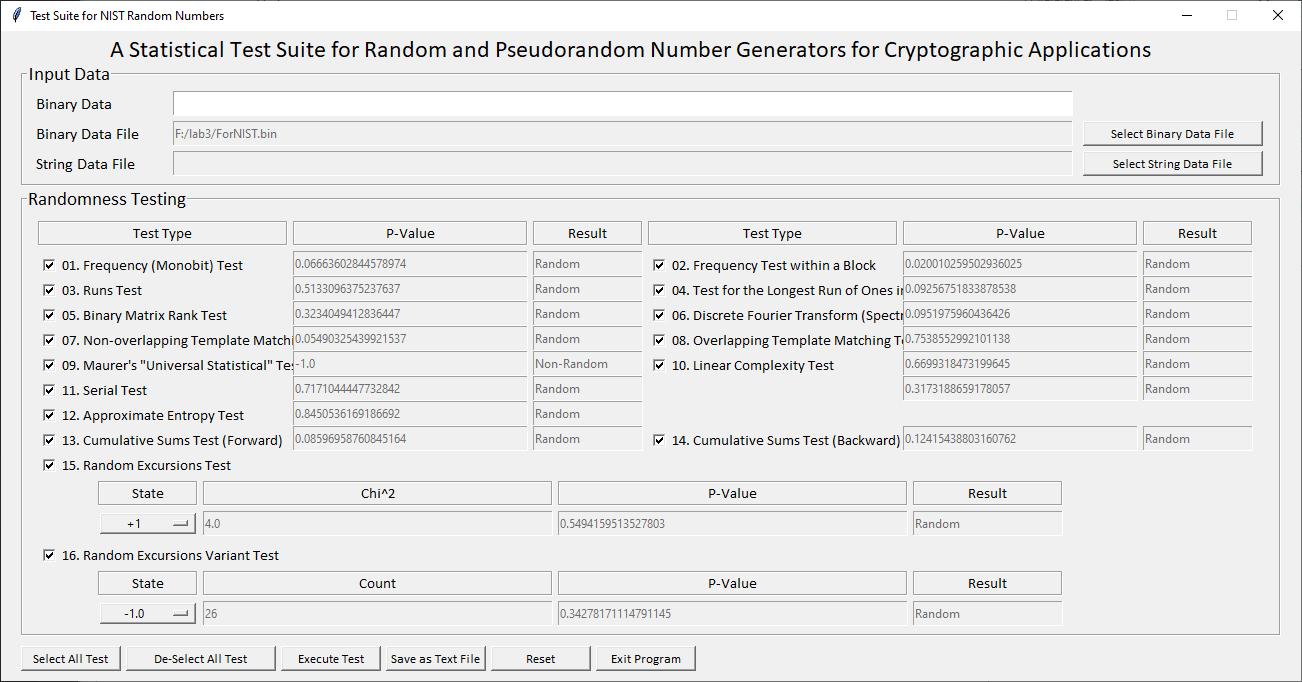 Test Suite for NIST Random Numbers
A Statistical Test Suite for Random and Pseudorandom Number Generators for Cryptographic Applications
Input Data
Binary Data
Binary Data File F:/lab3/ForNIST.bin Select Binary Data File
String Data File Select String Data File
Randomness Testing
Test Type P-Value Result Test Type P-Value Result
01. Frequency (Monobit) Test 0.06663602844578974 Random 02. Frequency Test within a Block 0.020010259502936025 Random
03. Runs Test 0.5133096375237637 Random 04. Test for the Longest Run of Ones in 0.09256751833878538 Random
05. Binary Matrix Rank Test 0.3234049412836447 Random 06. Discrete Fourier Transform (Spectr 0.0951975960436426 Random
07. Non-overlapping Template Matchi 0.05490325439921537 Random 08. Overlapping Template Matching Te 0.7538552992101138 Random
09. Maurer's "Universal Statistical" Tes -1.0 Non-Random 10. Linear Complexity Test 0.6699318473199645 Random
11. Serial Test 0.7171044447732842 Random 0.3173188659178057 Random
12. Approximate Entropy Test 0.8450536169186692 Random
13. Cumulative Sums Test (Forward) 0.08596958760845164 Random 14. Cumulative Sums Test (Backward) 0.12415438803160762 Random
15. Random Excursions Test
State Chi^2 P-Value Result
+1 4.0 0.5494159513527803 Random
16. Random Excursions Variant Test
State Count P-Value Result
-1.0 26 0.34278171114791145 Random
Select All Test De-Select All Test Execute Test Save as Text File Reset Exit Program